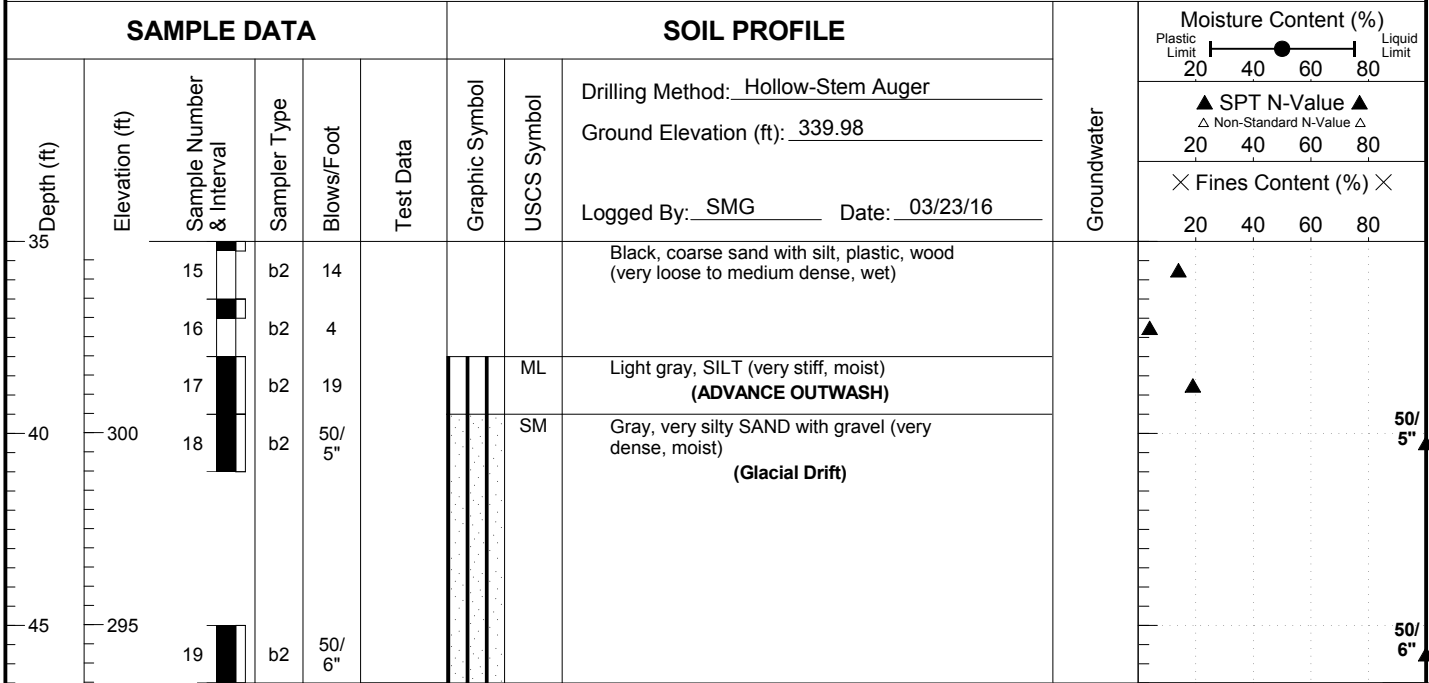 SAMPLE DATA
SOIL PROFILE
Depth (ft)
Elevation (ft)
Sample Number
& Interval
Sampler Type
Blows/Foot
Test Data
Graphic Symbol
USCS Symbol
Drilling Method: Hollow-Stem Auger
Ground Elevation (ft): 339.98
Logged By: SMG Date: 03/23/16
Groundwater
Moisture Content (%)
Plastic
Limit
Liquid
Limit
20 40 60 80
▲ SPT N-Value ▲
△ Non-Standard N-Value △
20 40 60 80
× Fines Content (%) ×
20 40 60 80
35
15 b2 14
Black, coarse sand with silt, plastic, wood
(very loose to medium dense, wet)
16 b2 4
17 b2 19
ML
Light gray, SILT (very stiff, moist)
(ADVANCE OUTWASH)
40 300
18 b2 50/
5"
SM
Gray, very silty SAND with gravel (very
dense, moist)
(Glacial Drift)
50/
5"
45 295
19 b2 50/
6"
50/
6"